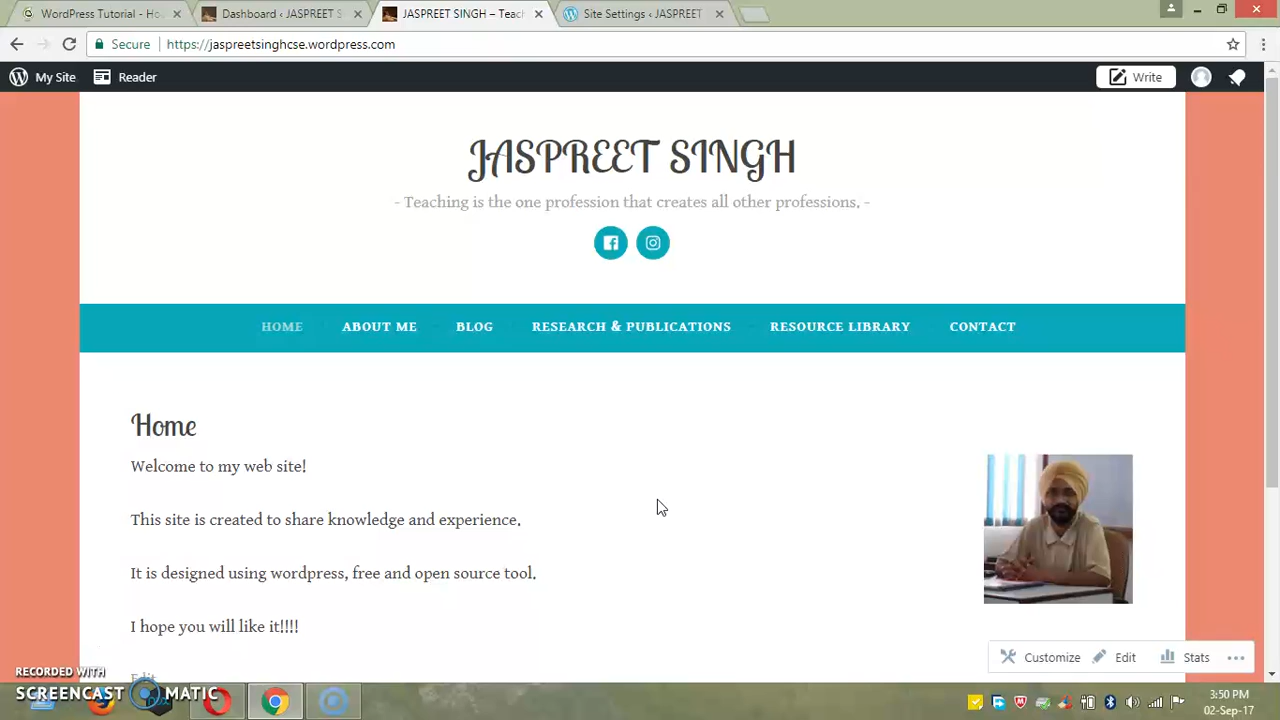 WordPress Tutorial - Ho
Dashboard ‹ JASPREET S
JASPREET SINGH – Teac
Site Settings ‹ JASPREET
Secure https://jaspreetsinghcse.wordpress.com
My Site Reader Write
JASPREET SINGH
- Teaching is the one profession that creates all other professions. -
HOME ABOUT ME BLOG RESEARCH & PUBLICATIONS RESOURCE LIBRARY CONTACT
Home
Welcome to my web site!
This site is created to share knowledge and experience.
It is designed using wordpress, free and open source tool.
I hope you will like it!!!!
Customize Edit Stats
Edit
RECORDED WITH
SCREENCAST MATIC
3:50 PM
02-Sep-17